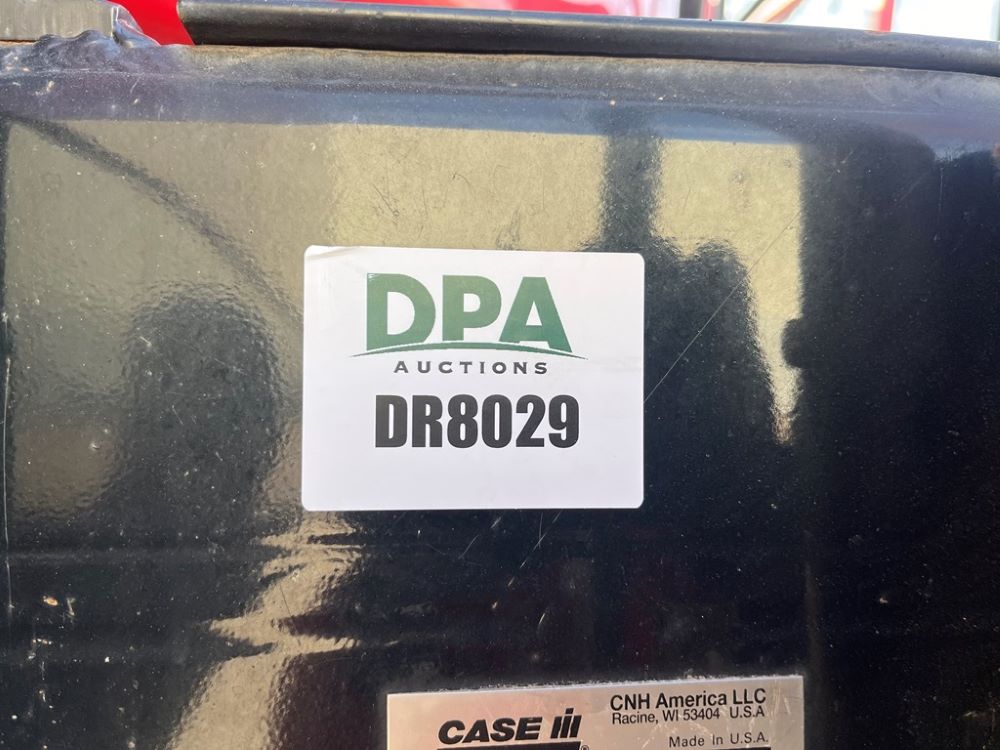 DPA
AUCTIONS
DR8029
CASE IH
CNH America LLC
Racine, WI 53404 U.S.A
Made In U.S.A.